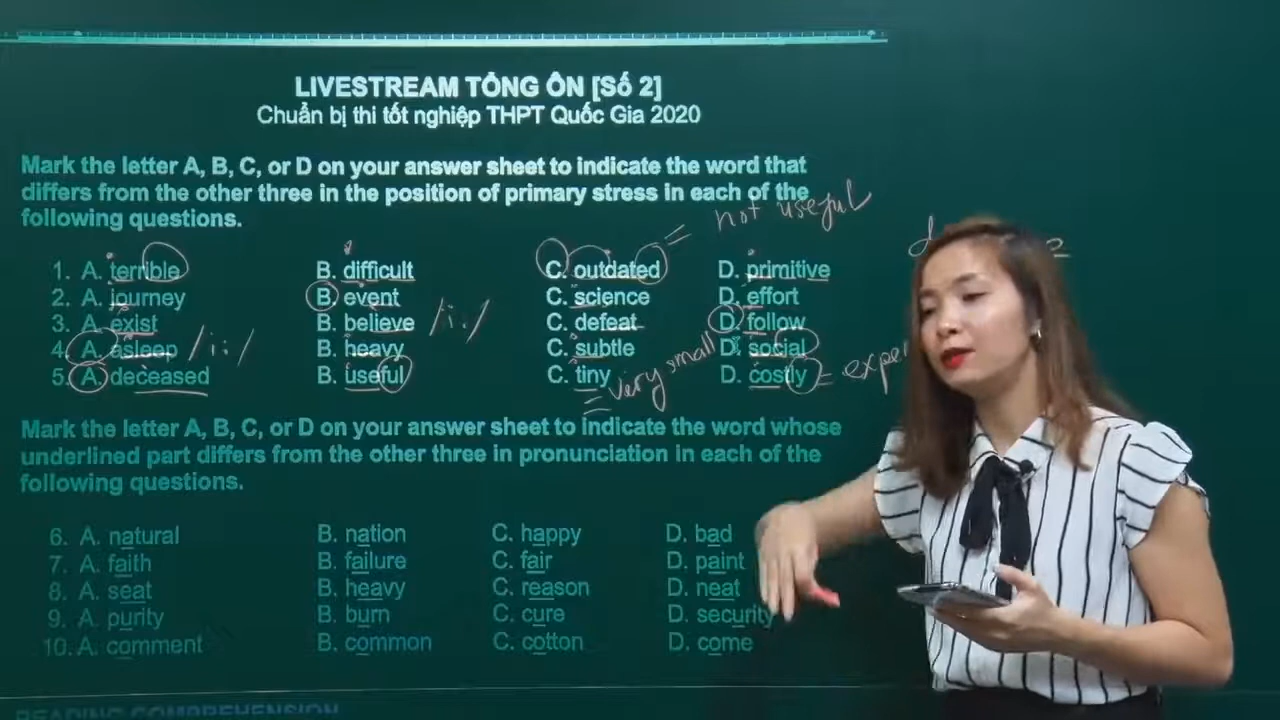 LIVESTREAM TỔNG ÔN [Số 2]
Chuẩn bị thi tốt nghiệp THPT Quốc Gia 2020
Mark the letter A, B, C, or D on your answer sheet to indicate the word that
differs from the other three in the position of primary stress in each of the
following questions.
= not useful
1. A. terrible B. difficult C. outdated D. primitive
2. A. journey B. event C. science D. effort
3. A. exist B. believe /i:/ C. defeat D. follow
4. A. asleep /i:/ B. heavy C. subtle D. social
5. A. deceased B. useful C. tiny = very small D. costly =
Mark the letter A, B, C, or D on your answer sheet to indicate the word whose
underlined part differs from the other three in pronunciation in each of the
following questions.
6. A. natural B. nation C. happy D. bad
7. A. faith B. failure C. fair D. paint
8. A. seat B. heavy C. reason D. neat
9. A. purity B. burn C. cure D. security
10. A. comment B. common C. cotton D. come
READING COMPREHENSION